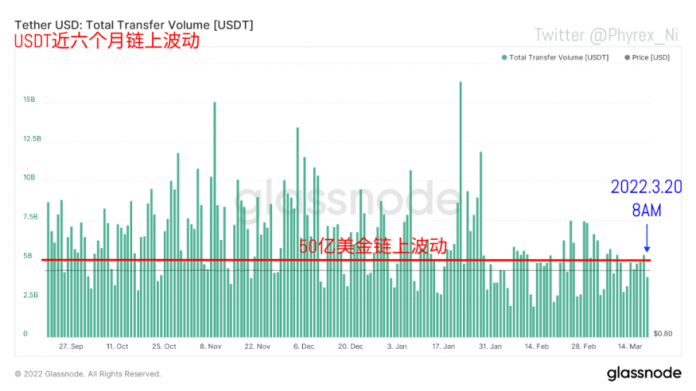 Tether USD: Total Transfer Volume [USDT]
Twitter @Phyrex_Ni
USDT近六个月链上波动
Total Transfer Volume [USDT] Price [USD]
15B
12.5B
10B
7.5B
5B
2.5B
0
glassnode
2022.3.20
8AM
50亿美金链上波动
$0.80
27. Sep 11. Oct 25. Oct 8. Nov 22. Nov 6. Dec 20. Dec 3. Jan 17. Jan 31. Jan 14. Feb 28. Feb 14. Mar
© 2022 Glassnode. All Rights Reserved.
glassnode